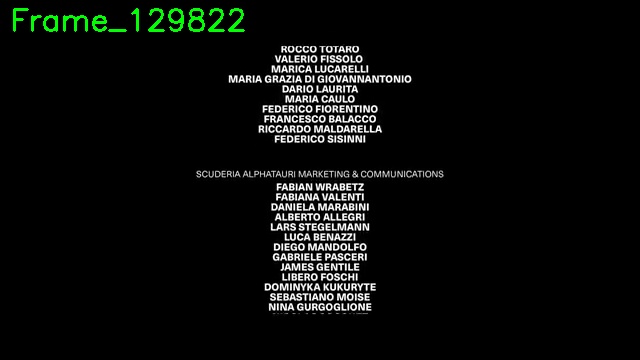 Frame_129822
ROCCO TOTARO
VALERIO FISSOLO
MARICA LUCARELLI
MARIA GRAZIA DI GIOVANNANTONIO
DARIO LAURITA
MARIA CAULO
FEDERICO FIORENTINO
FRANCESCO BALACCO
RICCARDO MALDARELLA
FEDERICO SISINNI
SCUDERIA ALPHATAURI MARKETING & COMMUNICATIONS
FABIAN WRABETZ
FABIANA VALENTI
DANIELA MARABINI
ALBERTO ALLEGRI
LARS STEGELMANN
LUCA BENAZZI
DIEGO MANDOLFO
GABRIELE PASCERI
JAMES GENTILE
LIBERO FOSCHI
DOMINYKA KUKURYTE
SEBASTIANO MOISE
NINA GURGOGLIONE